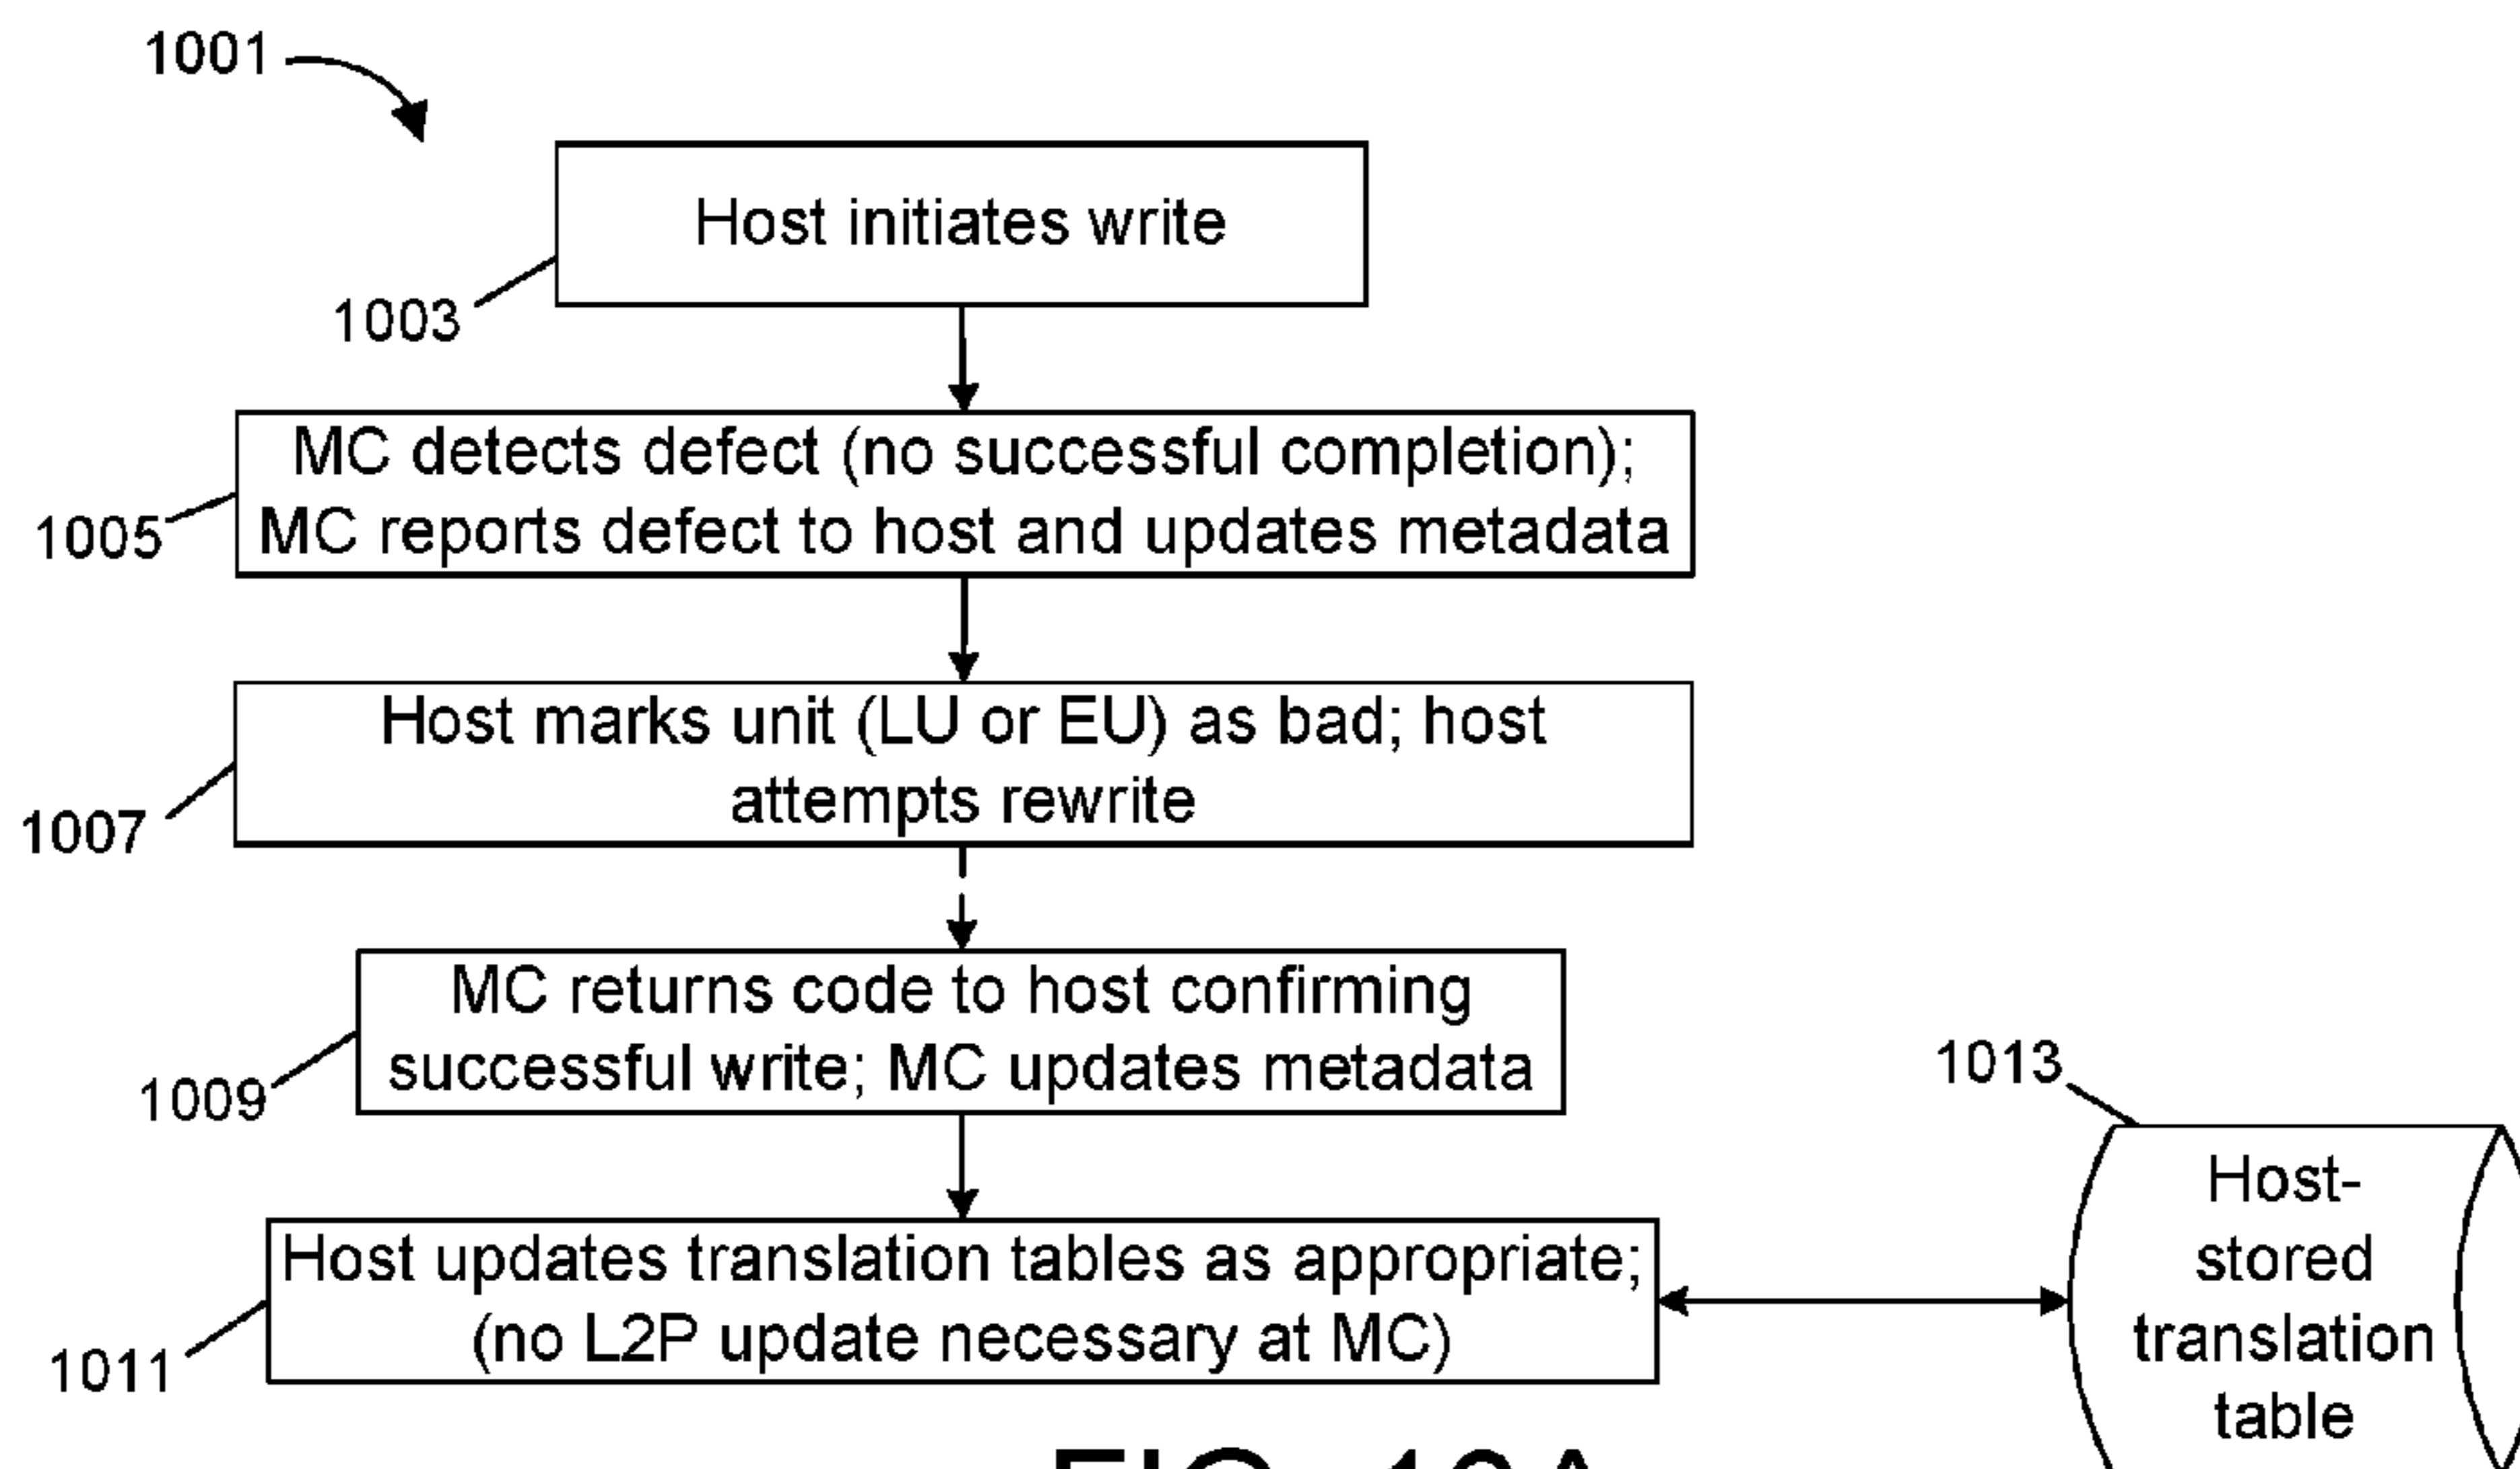 1001
Host initiates write
1003
MC detects defect (no successful completion);
MC reports defect to host and updates metadata
1005
Host marks unit (LU or EU) as bad; host
attempts rewrite
1007
MC returns code to host confirming
successful write; MC updates metadata
1009
1013
Host updates translation tables as appropriate;
(no L2P update necessary at MC)
1011
Host-
stored
translation
table